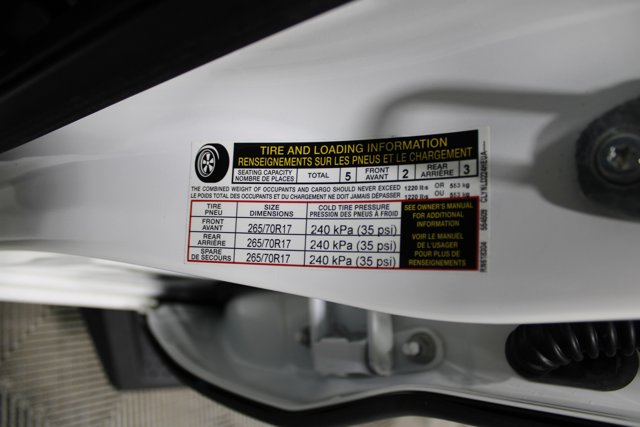 TIRE AND LOADING INFORMATION
RENSEIGNEMENTS SUR LES PNEUS ET LE CHARGEMENT
SEATING CAPACITY
NOMBRE DE PLACES
TOTAL 5 FRONT AVANT 2 REAR ARRIÈRE 3
THE COMBINED WEIGHT OF OCCUPANTS AND CARGO SHOULD NEVER EXCEED 1220 lbs OR 553 kg
LE POIDS TOTAL DES OCCUPANTS ET DU CHARGEMENT NE DOIT JAMAIS DÉPASSER 1220 lbs OU 553 kg
TIRE PNEU SIZE DIMENSIONS COLD TIRE PRESSURE PRESSION DES PNEUS À FROID
FRONT AVANT 265/70R17 240 kPa (35 psi)
REAR ARRIÈRE 265/70R17 240 kPa (35 psi)
SPARE DE SECOURS 265/70R17 240 kPa (35 psi)
SEE OWNER'S MANUAL
FOR ADDITIONAL
INFORMATION
VOIR LE MANUEL
DE L'USAGER
POUR PLUS DE
RENSEIGNEMENTS